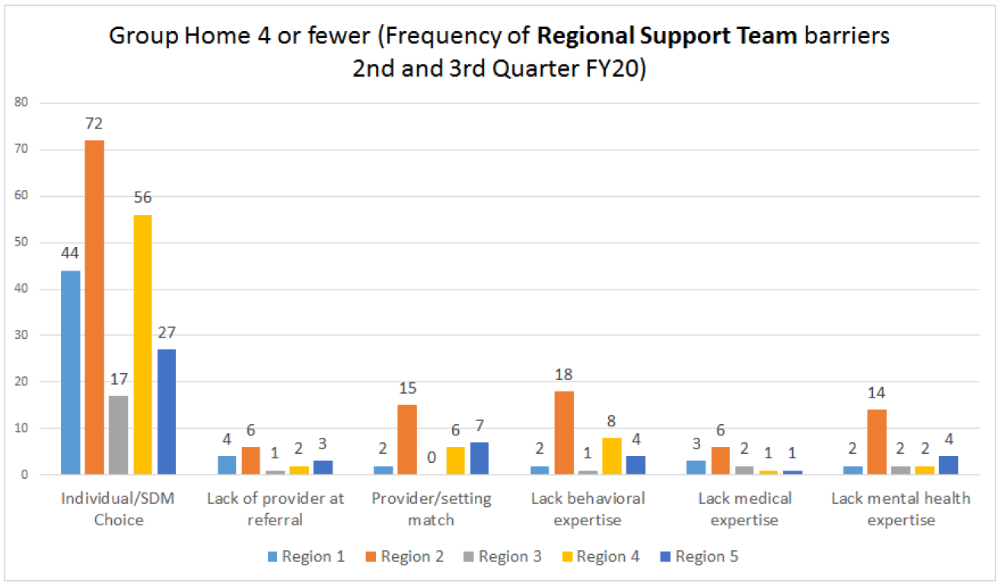 Group Home 4 or fewer (Frequency of Regional Support Team barriers
2nd and 3rd Quarter FY20)
80
70
60
50
40
30
20
10
0
44 72 17 56 27
4 6 1 2 3
2 15 0 6 7
2 18 1 8 4
3 6 2 1 1
2 14 2 2 4
Individual/SDM
Choice
Lack of provider at
referral
Provider/setting
match
Lack behavioral
expertise
Lack medical
expertise
Lack mental health
expertise
Region 1 Region 2 Region 3 Region 4 Region 5